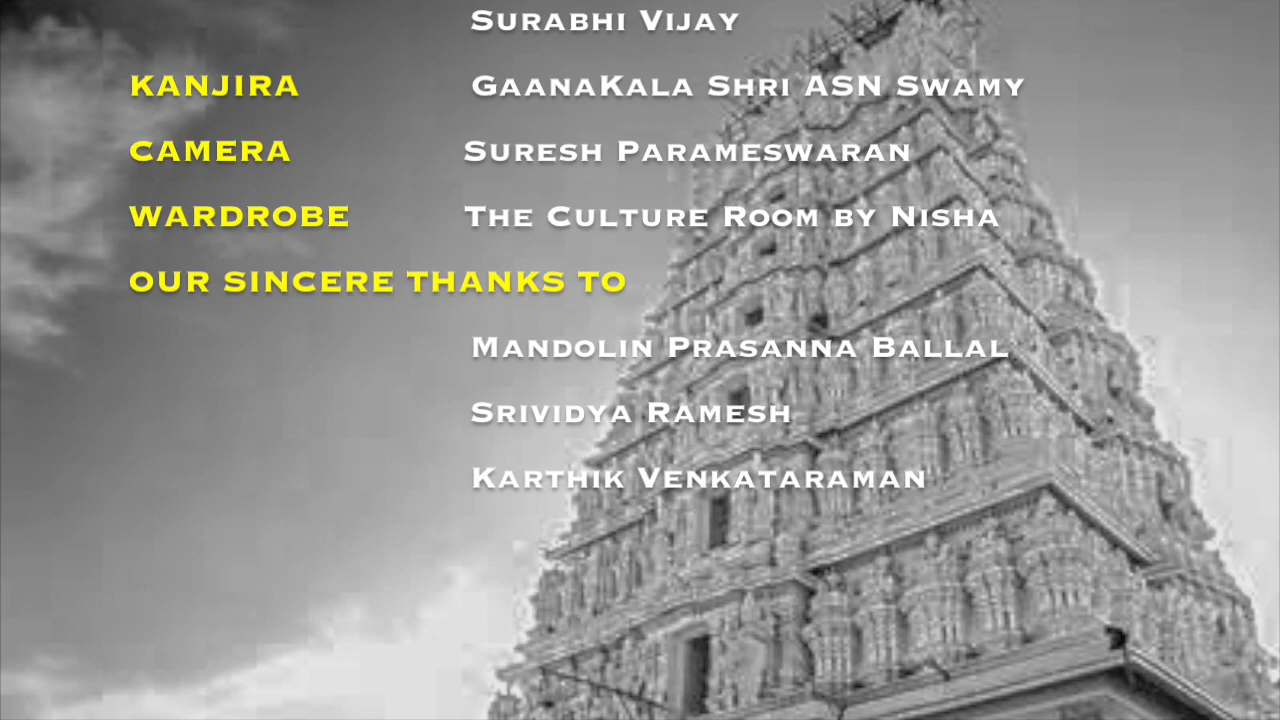 Surabhi Vijay
KANJIRA GaanaKala Shri ASN Swamy
CAMERA Suresh Parameswaran
WARDROBE The Culture Room by Nisha
OUR SINCERE THANKS TO
Mandolin Prasanna Ballal
Srividya Ramesh
Karthik Venkataraman